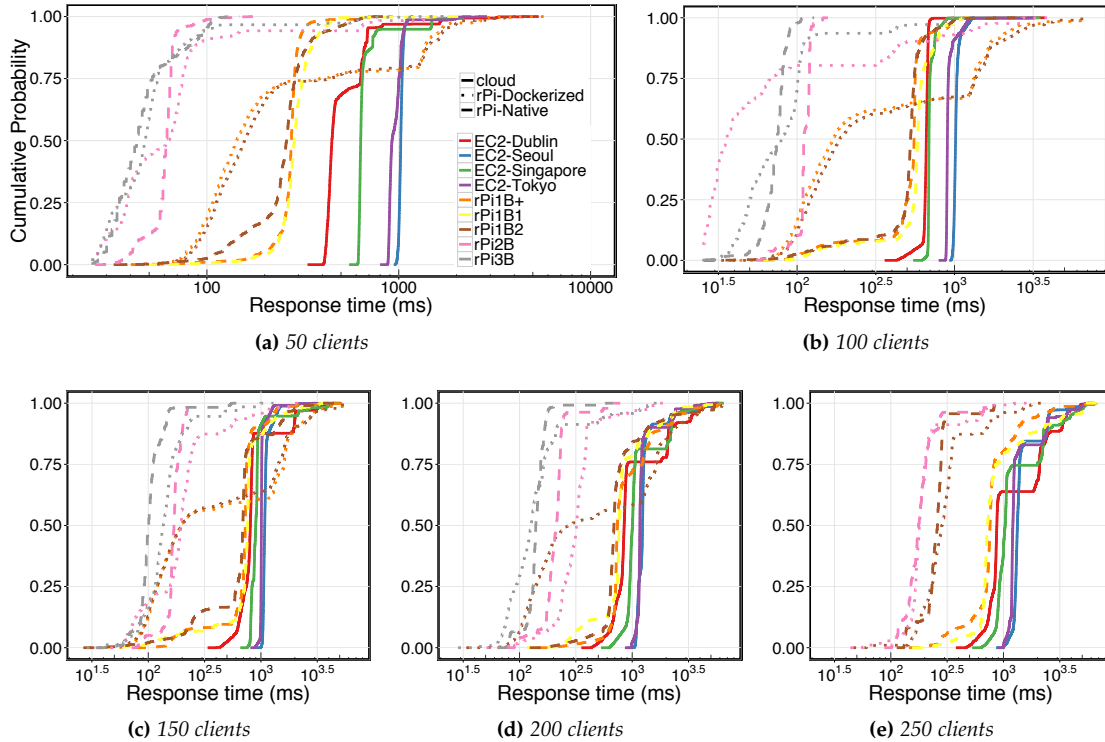 Cumulative Probability
1.00
0.75
0.50
0.25
0.00
100
1000
10000
Response time (ms)
cloud
rPi-Dockerized
rPi-Native
EC2-Dublin
EC2-Seoul
EC2-Singapore
EC2-Tokyo
rPi1B+
rPi1B1
rPi1B2
rPi2B
rPi3B
(a) 50 clients
1.00
0.75
0.50
0.25
0.00
10^1.5
10^2
10^2.5
10^3
10^3.5
Response time (ms)
(b) 100 clients
1.00
0.75
0.50
0.25
0.00
10^1.5
10^2
10^2.5
10^3
10^3.5
Response time (ms)
(c) 150 clients
1.00
0.75
0.50
0.25
0.00
10^1.5
10^2
10^2.5
10^3
10^3.5
Response time (ms)
(d) 200 clients
1.00
0.75
0.50
0.25
0.00
10^1.5
10^2
10^2.5
10^3
10^3.5
Response time (ms)
(e) 250 clients